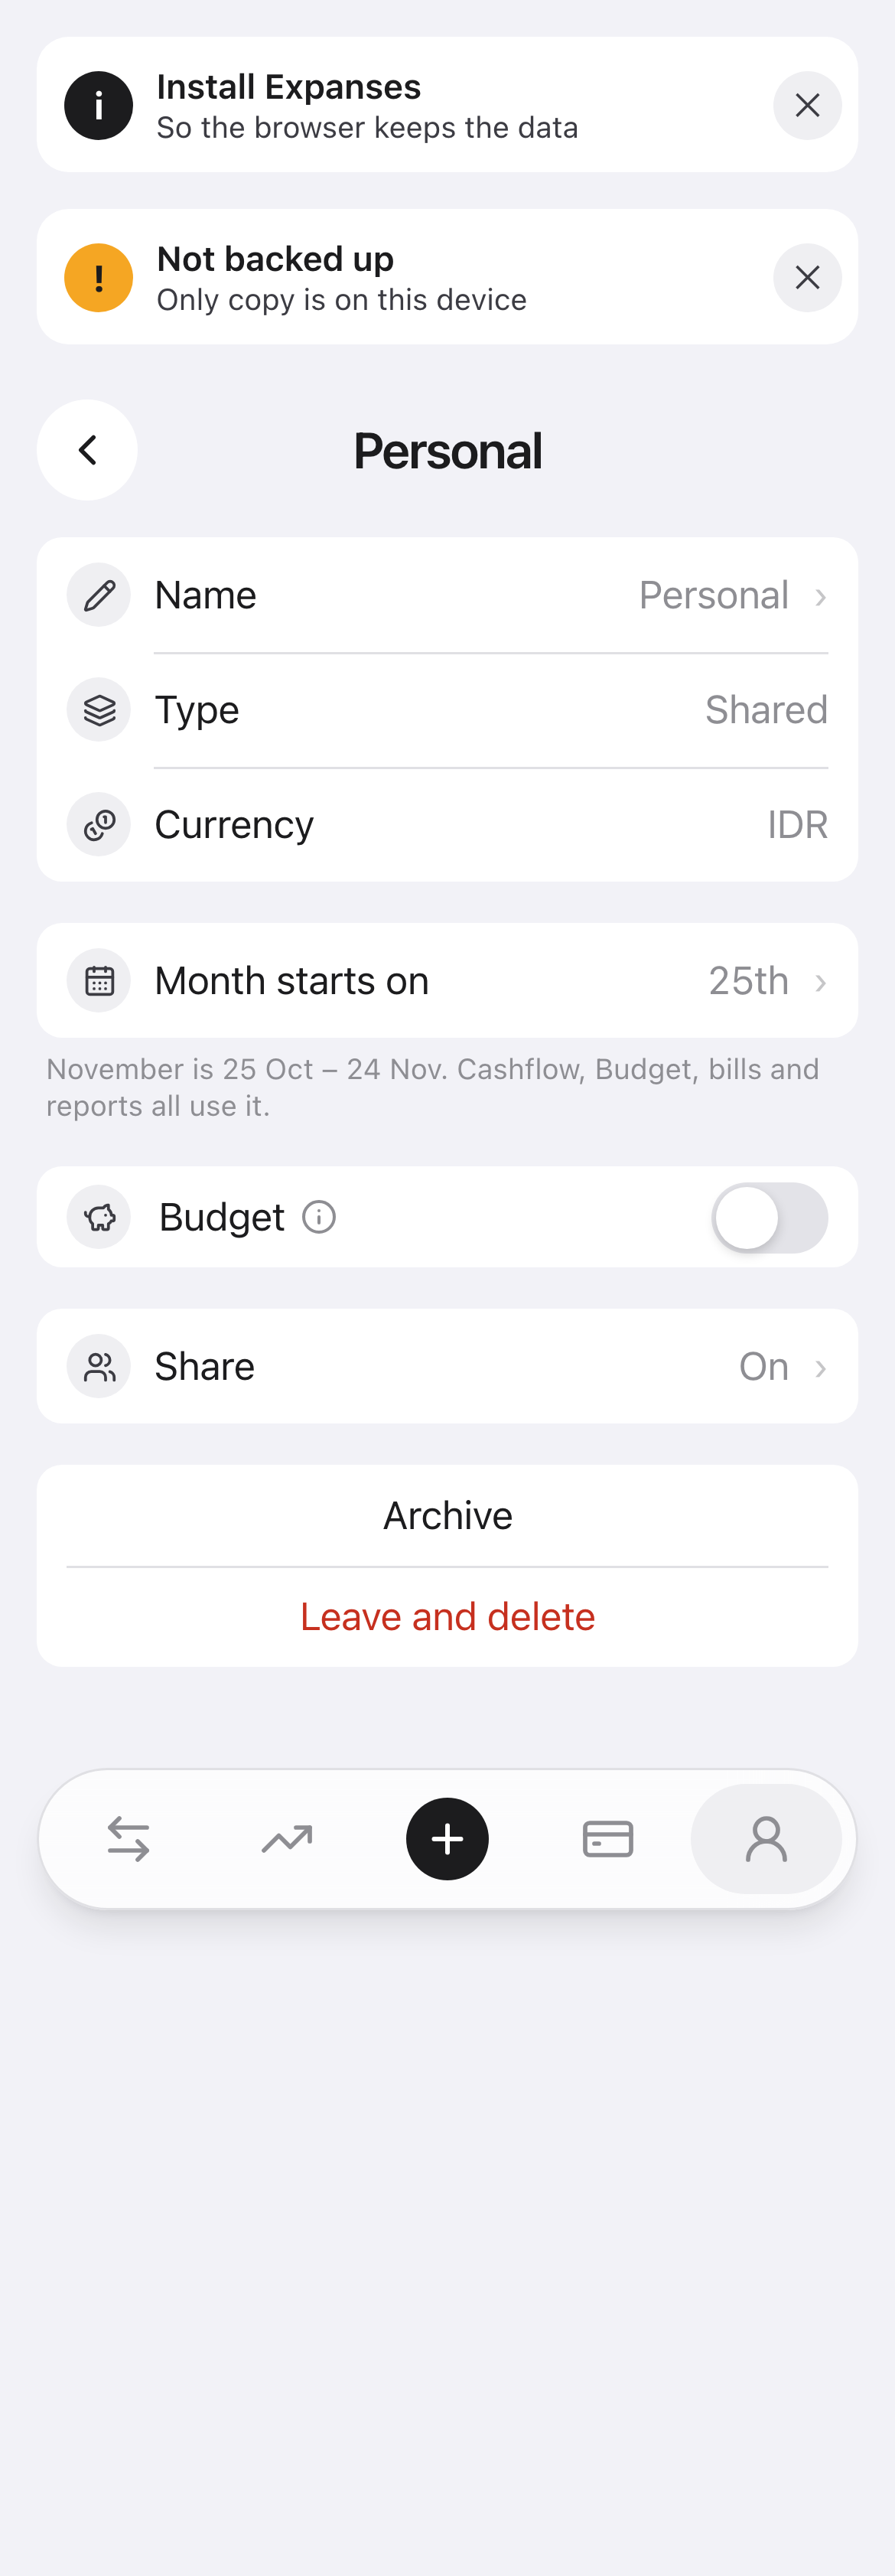 Install Expanses
So the browser keeps the data
Not backed up
Only copy is on this device
Personal
Name Personal
Type Shared
Currency IDR
Month starts on 25th
November is 25 Oct – 24 Nov. Cashflow, Budget, bills and
reports all use it.
Budget
Share On
Archive
Leave and delete